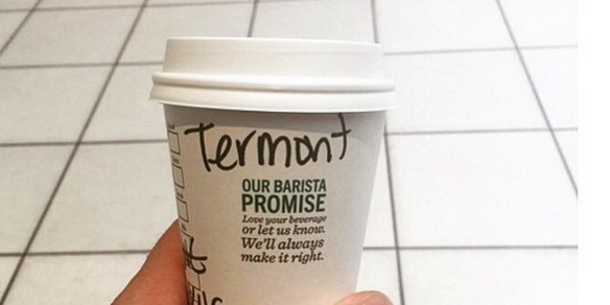 Termont
OUR BARISTA
PROMISE
Love your beverage
or let us know.
We'll always
make it right.